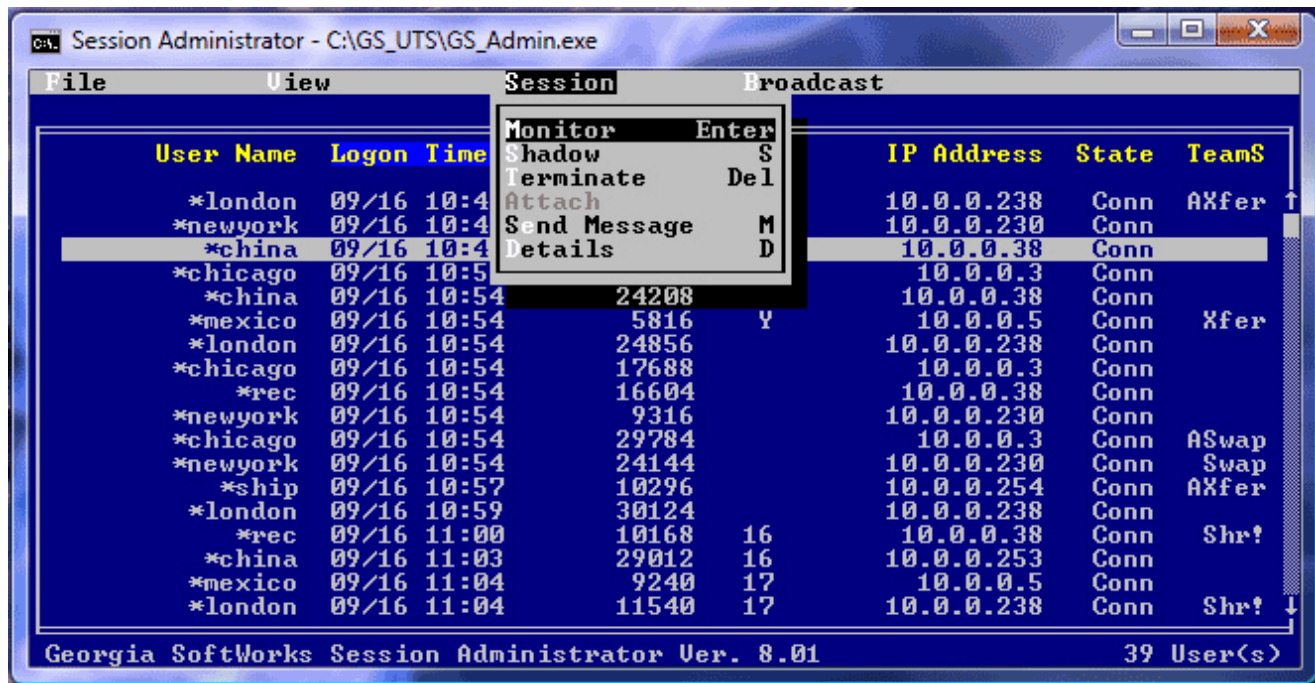 Session Administrator - C:\GS_UTS\GS_Admin.exe
File View Session Broadcast
Monitor Enter
User Name Logon Time Shadow S IP Address State TeamS
Terminate Del
*london 09/16 10:4 Attach 10.0.0.238 Conn AXfer
*newyork 09/16 10:4 Send Message M 10.0.0.230 Conn
*china 09/16 10:4 Details D 10.0.0.38 Conn
*chicago 09/16 10:5 10.0.0.3 Conn
*china 09/16 10:54 24208 10.0.0.38 Conn
*mexico 09/16 10:54 5816 Y 10.0.0.5 Conn Xfer
*london 09/16 10:54 24856 10.0.0.238 Conn
*chicago 09/16 10:54 17688 10.0.0.3 Conn
*rec 09/16 10:54 16604 10.0.0.38 Conn
*newyork 09/16 10:54 9316 10.0.0.230 Conn
*chicago 09/16 10:54 29784 10.0.0.3 Conn ASwap
*newyork 09/16 10:54 24144 10.0.0.230 Conn Swap
*ship 09/16 10:57 10296 10.0.0.254 Conn AXfer
*london 09/16 10:59 30124 10.0.0.238 Conn
*rec 09/16 11:00 10168 16 10.0.0.38 Conn Shr!
*china 09/16 11:03 29012 16 10.0.0.253 Conn
*mexico 09/16 11:04 9240 17 10.0.0.5 Conn
*london 09/16 11:04 11540 17 10.0.0.238 Conn Shr!
Georgia SoftWorks Session Administrator Ver. 8.01 39 User(s)